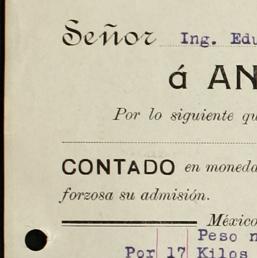 Señor Ing. Edu
á AN
Por lo siguiente qu
CONTADO en moneda
forzosa su admisión.
México
Peso n
Por 17 Kilos